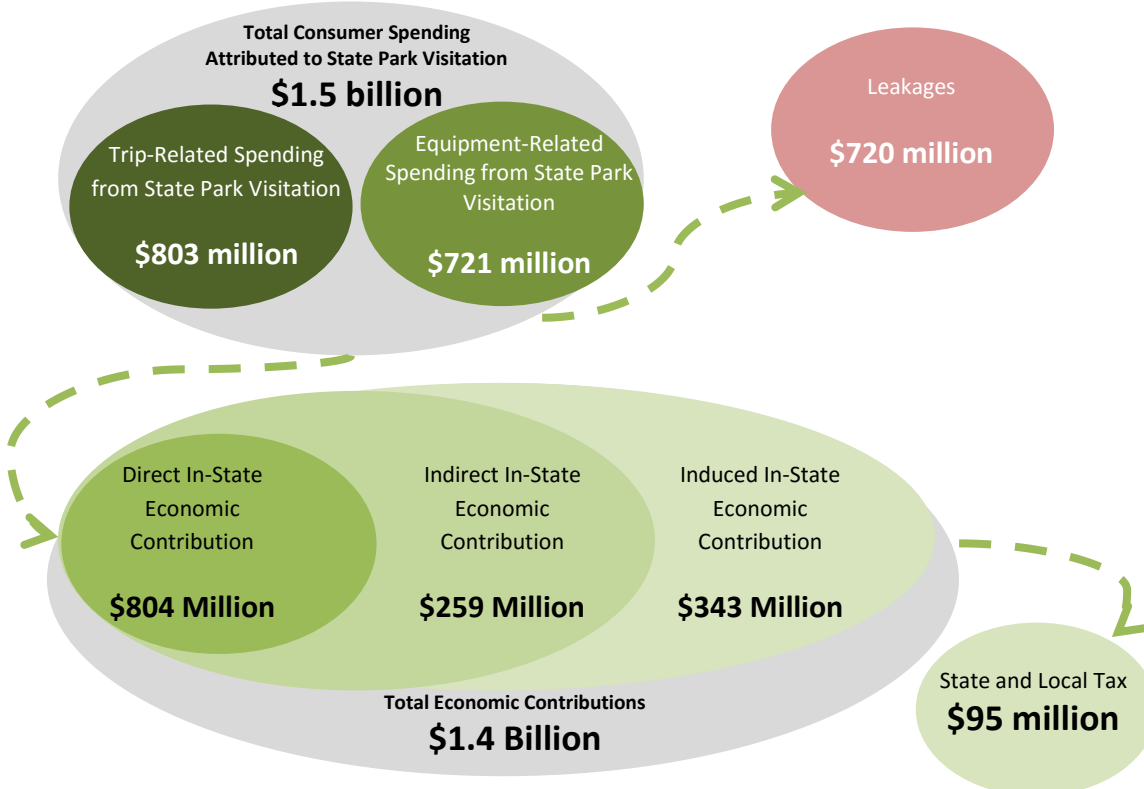 Total Consumer Spending
Attributed to State Park Visitation
$1.5 billion
Trip-Related Spending
from State Park Visitation
$803 million
Equipment-Related
Spending from State Park
Visitation
$721 million
Leakages
$720 million
Direct In-State
Economic
Contribution
$804 Million
Indirect In-State
Economic
Contribution
$259 Million
Induced In-State
Economic
Contribution
$343 Million
Total Economic Contributions
$1.4 Billion
State and Local Tax
$95 million